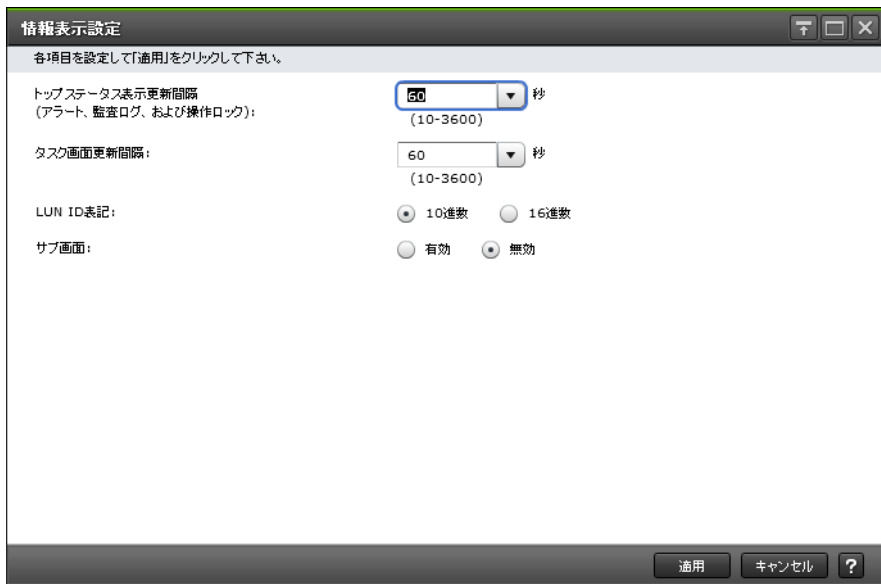 情報表示設定
各項目を設定して「適用」をクリックして下さい。
トップステータス表示更新間隔
(アラート、監査ログ、および操作ロック):
60 秒
(10-3600)
タスク画面更新間隔:
60 秒
(10-3600)
LUN ID表記: 10進数 16進数
サブ画面: 有効 無効
適用 キャンセル ?